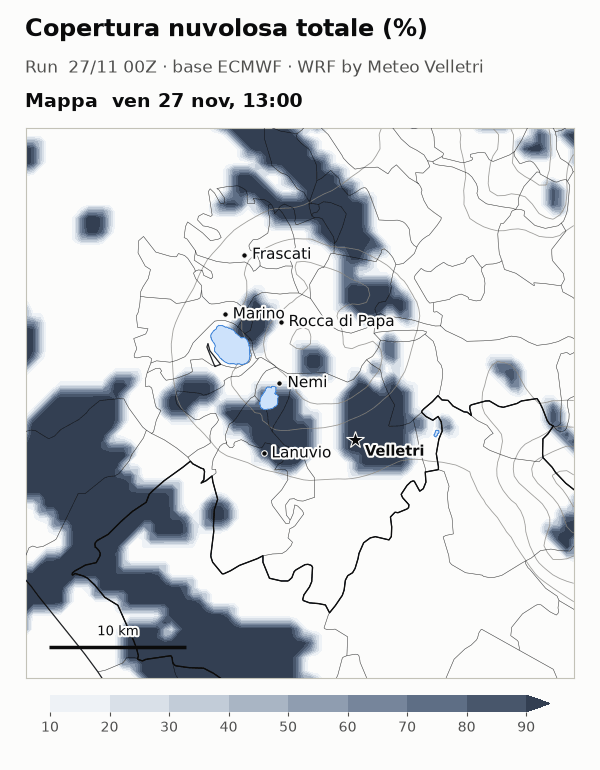 Copertura nuvolosa totale (%)
Run  27/11 00Z · base ECMWF · WRF by Meteo Velletri
Mappa  ven 27 nov, 13:00
Frascati
Marino
Rocca di Papa
Nemi
Lanuvio
Velletri
10 km
10 20 30 40 50 60 70 80 90